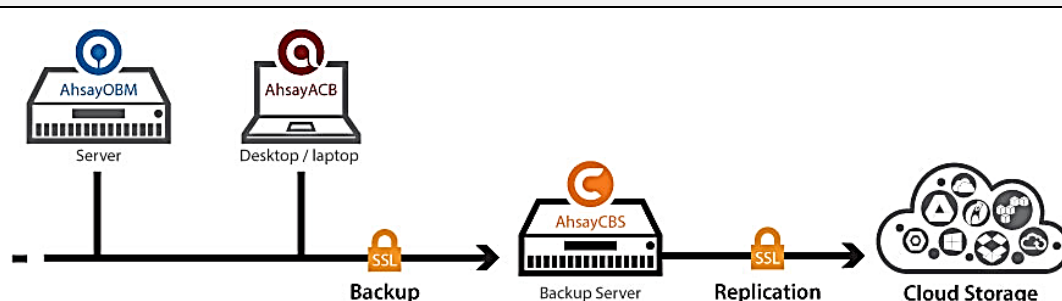 AhsayOBM
Server
AhsayACB
Desktop / laptop
SSL
Backup
AhsayCBS
Backup Server
SSL
Replication
Cloud Storage